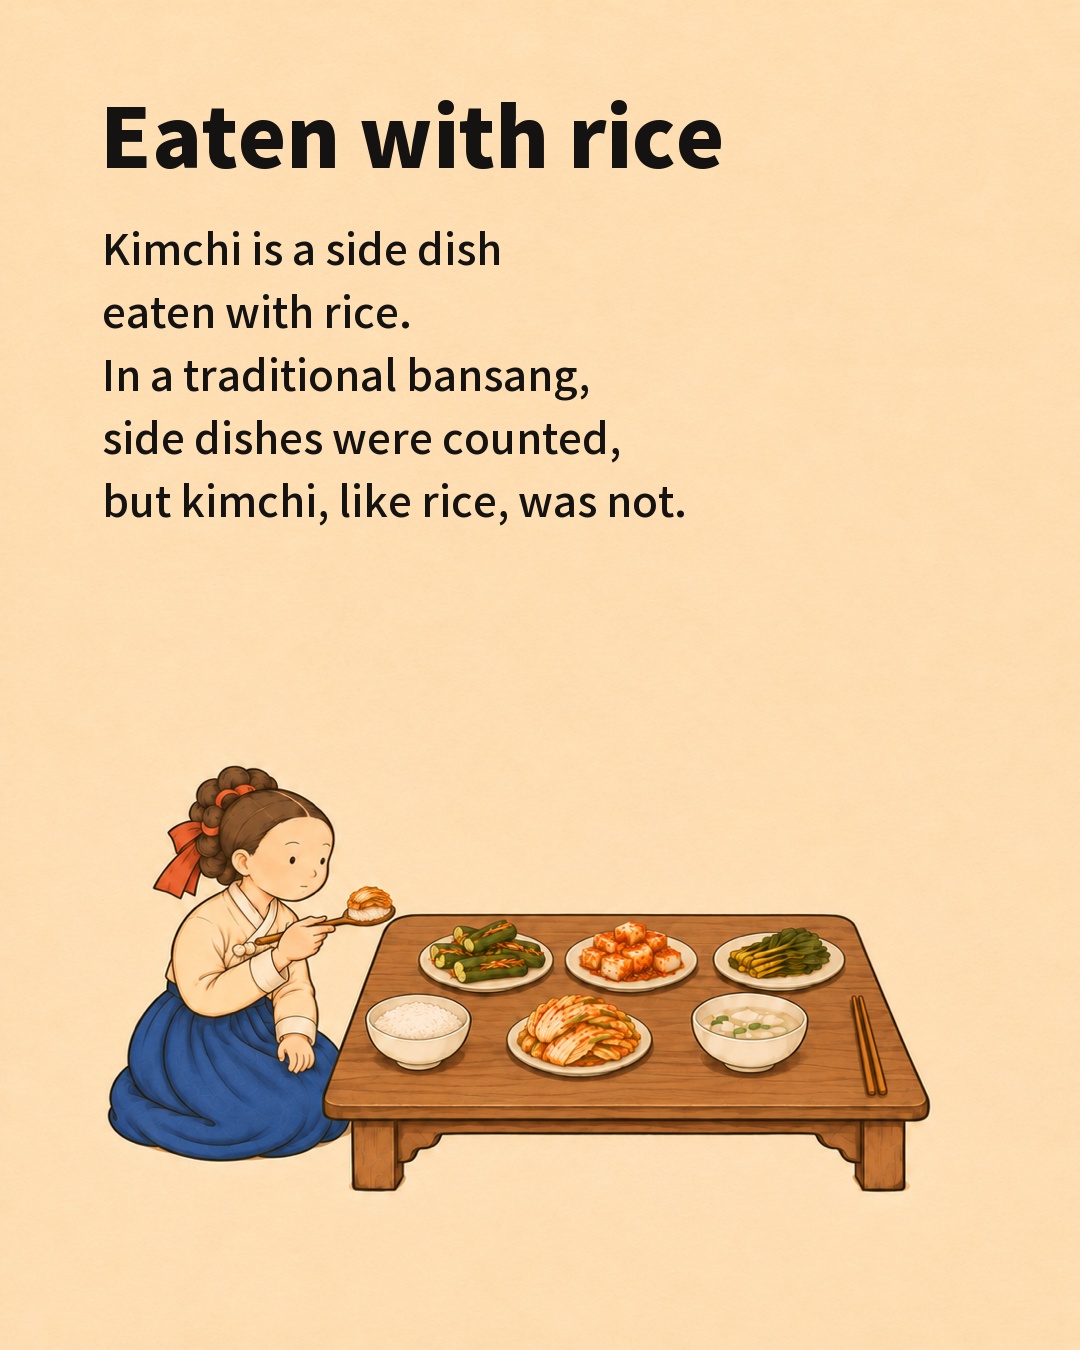 Eaten with rice
Kimchi is a side dish
eaten with rice.
In a traditional bansang,
side dishes were counted,
but kimchi, like rice, was not.